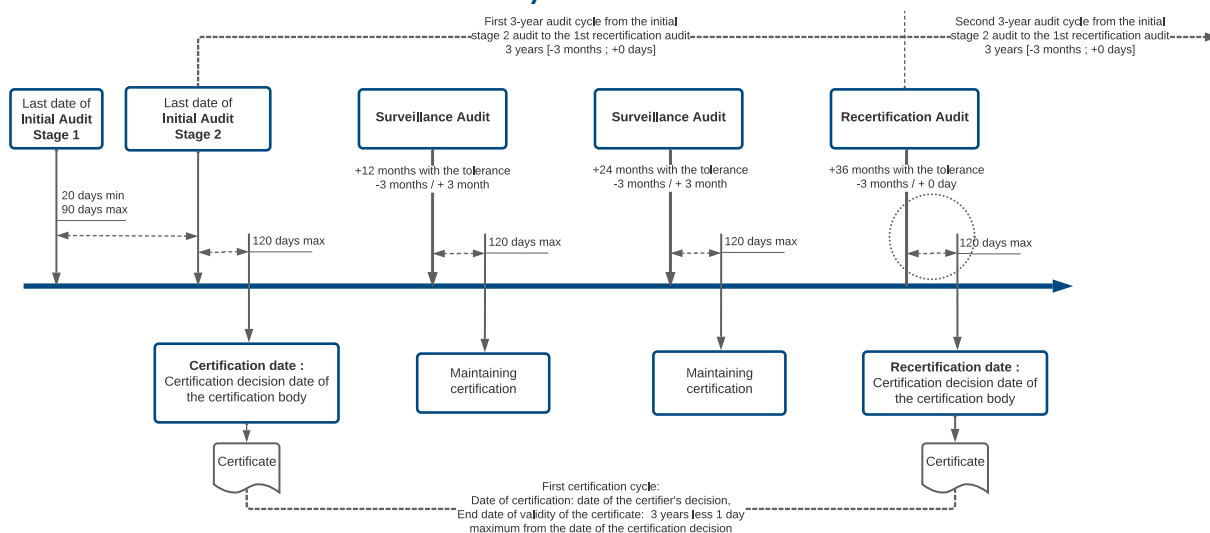 First 3-year audit cycle from the initial
stage 2 audit to the 1st recertification audit
3 years [-3 months ; +0 days]
Second 3-year audit cycle from the initial
stage 2 audit to the 1st recertification audit
3 years [-3 months ; +0 days]
Last date of
Initial Audit
Stage 1
Last date of
Initial Audit
Stage 2
Surveillance Audit
Surveillance Audit
Recertification Audit
+12 months with the tolerance
-3 months / + 3 month
+24 months with the tolerance
-3 months / + 3 month
+36 months with the tolerance
-3 months / + 0 day
20 days min
90 days max
120 days max
120 days max
120 days max
120 days max
Certification date :
Certification decision date of
the certification body
Maintaining
certification
Maintaining
certification
Recertification date :
Certification decision date of
the certification body
Certificate
Certificate
First certification cycle:
Date of certification: date of the certifier's decision,
End date of validity of the certificate: 3 years less 1 day
maximum from the date of the certification decision